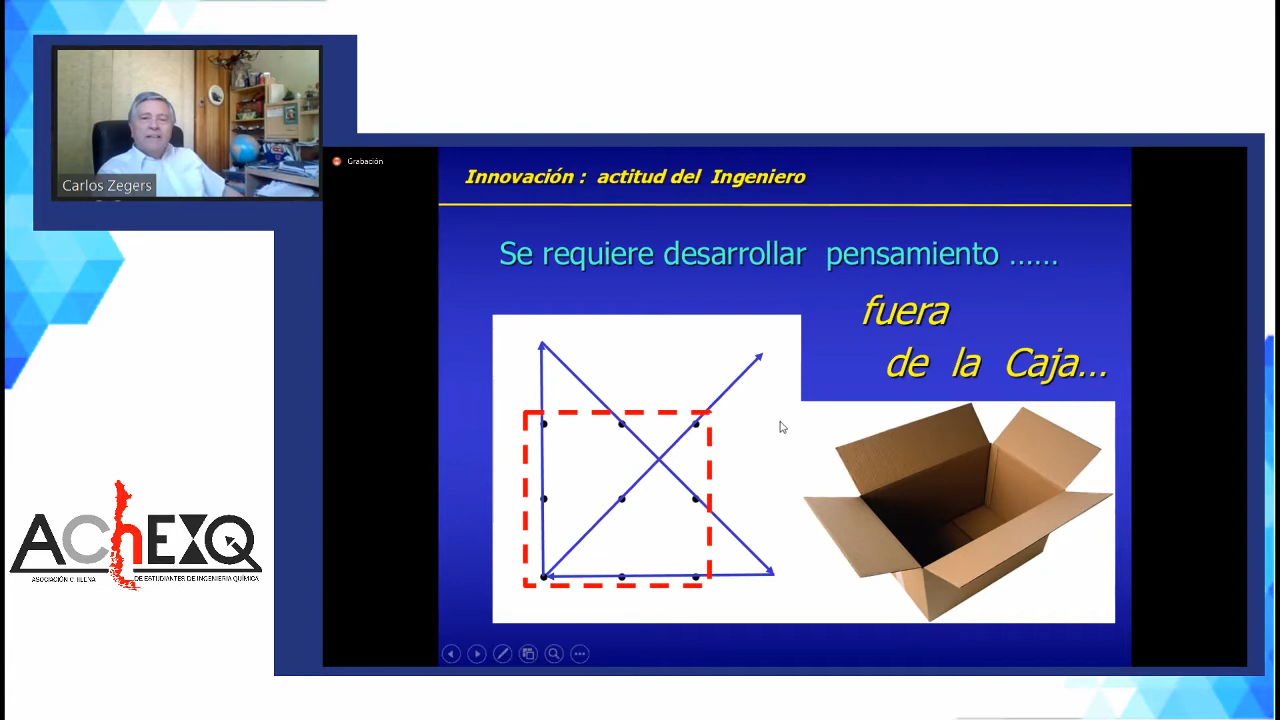 Carlos Zegers
Grabación
Innovación : actitud del Ingeniero
Se requiere desarrollar pensamiento ......
fuera
de la Caja...
AChEXQ
ASOCIACIÓN CHILENA DE ESTUDIANTES DE INGENIERIA QUÍMICA